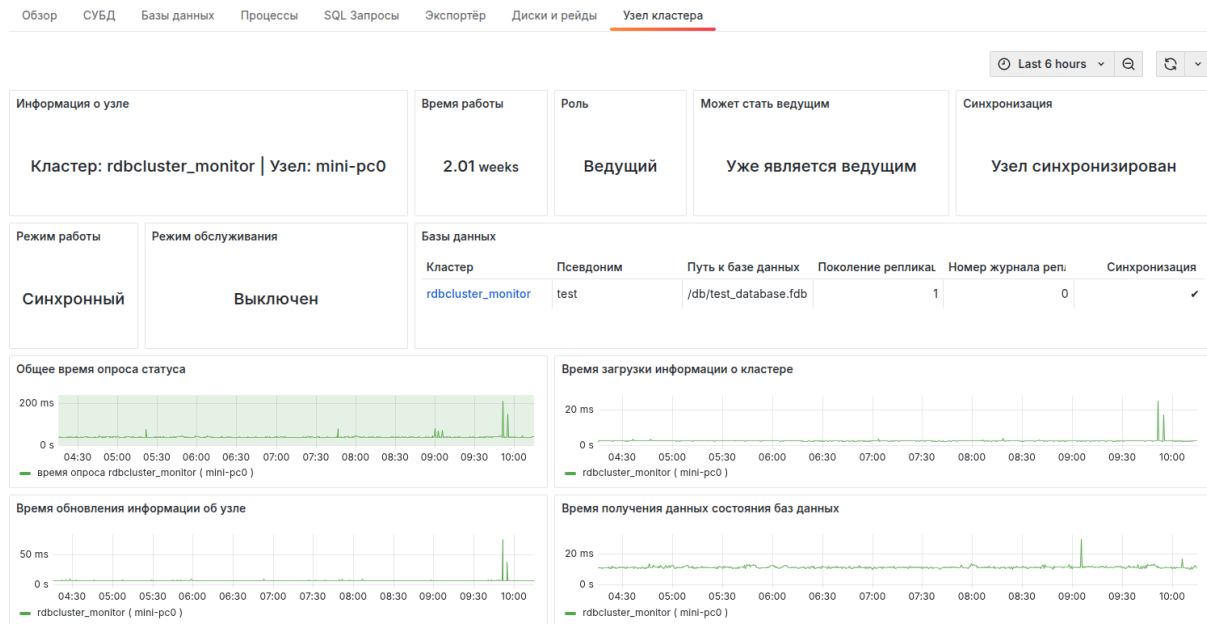 Обзор СУБД Базы данных Процессы SQL Запросы Экспортёр Диски и рейды Узел кластера
Last 6 hours
Информация о узле
Кластер: rdbcluster_monitor | Узел: mini-pc0
Время работы
2.01 weeks
Роль
Ведущий
Может стать ведущим
Уже является ведущим
Синхронизация
Узел синхронизирован
Режим работы
Синхронный
Режим обслуживания
Выключен
Базы данных
Кластер Псевдоним Путь к базе данных Поколение репликац Номер журнала репл Синхронизация
rdbcluster_monitor test /db/test_database.fdb 1 0 ✔
Общее время опроса статуса
200 ms
0 s
04:30 05:00 05:30 06:00 06:30 07:00 07:30 08:00 08:30 09:00 09:30 10:00
время опроса rdbcluster_monitor ( mini-pc0 )
Время загрузки информации о кластере
20 ms
0 s
04:30 05:00 05:30 06:00 06:30 07:00 07:30 08:00 08:30 09:00 09:30 10:00
rdbcluster_monitor ( mini-pc0 )
Время обновления информации об узле
50 ms
0 s
04:30 05:00 05:30 06:00 06:30 07:00 07:30 08:00 08:30 09:00 09:30 10:00
rdbcluster_monitor ( mini-pc0 )
Время получения данных состояния баз данных
20 ms
0 s
04:30 05:00 05:30 06:00 06:30 07:00 07:30 08:00 08:30 09:00 09:30 10:00
rdbcluster_monitor ( mini-pc0 )